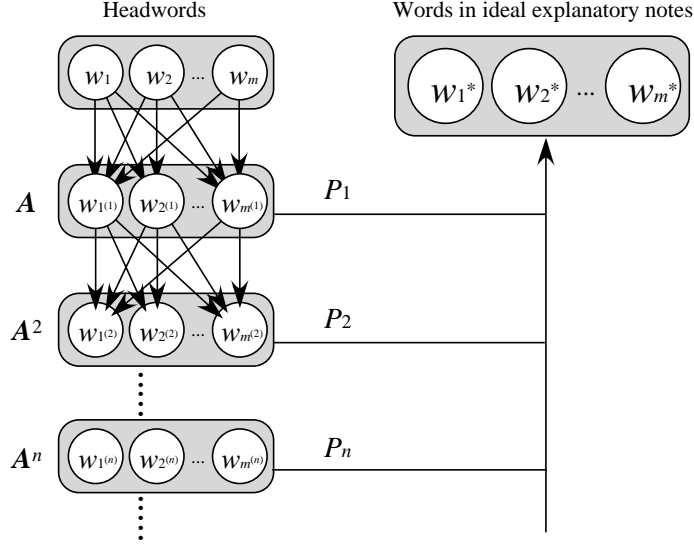 Headwords Words in ideal explanatory notes
w1 w2 ... wm w1* w2* ... wm*
A w1(1) w2(1) ... wm(1) P1
A2 w1(2) w2(2) ... wm(2) P2
An w1(n) w2(n) ... wm(n) Pn